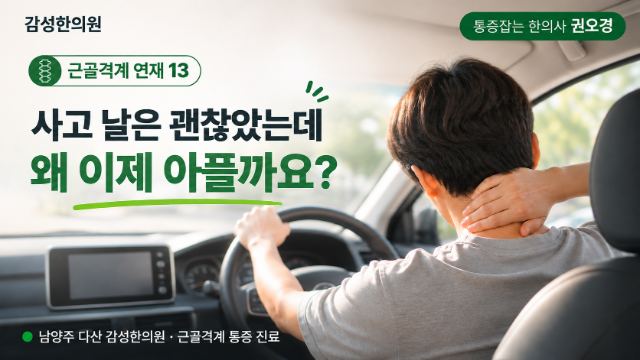 감성한의원
통증잡는 한의사 권오경
근골격계 연재 13
사고 날은 괜찮았는데
왜 이제 아플까요?
남양주 다산 감성한의원 · 근골격계 통증 진료